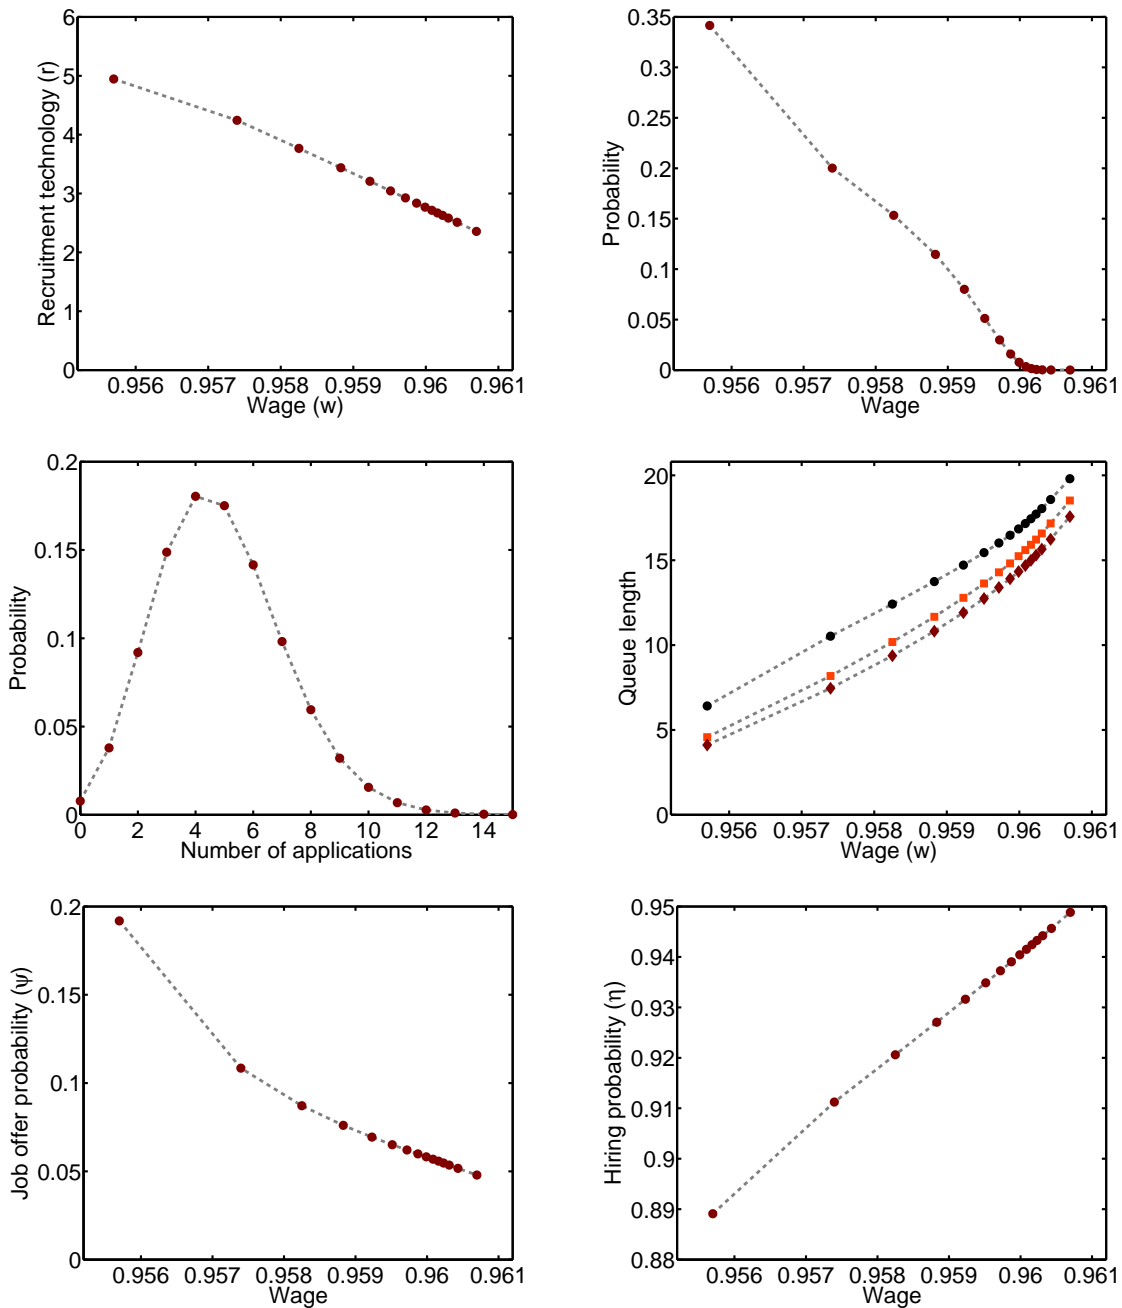 6
5
4
3
2
1
0
Recruitment technology (r)
0.956 0.957 0.958 0.959 0.96 0.961
Wage (w)
0.35
0.3
0.25
0.2
0.15
0.1
0.05
0
Probability
0.956 0.957 0.958 0.959 0.96 0.961
Wage
0.2
0.15
0.1
0.05
0
Probability
0 2 4 6 8 10 12 14
Number of applications
20
15
10
5
0
Queue length
0.956 0.957 0.958 0.959 0.96 0.961
Wage (w)
0.2
0.15
0.1
0.05
0
Job offer probability (ψ)
0.956 0.957 0.958 0.959 0.96 0.961
Wage
0.95
0.94
0.93
0.92
0.91
0.9
0.89
0.88
Hiring probability (η)
0.956 0.957 0.958 0.959 0.96 0.961
Wage